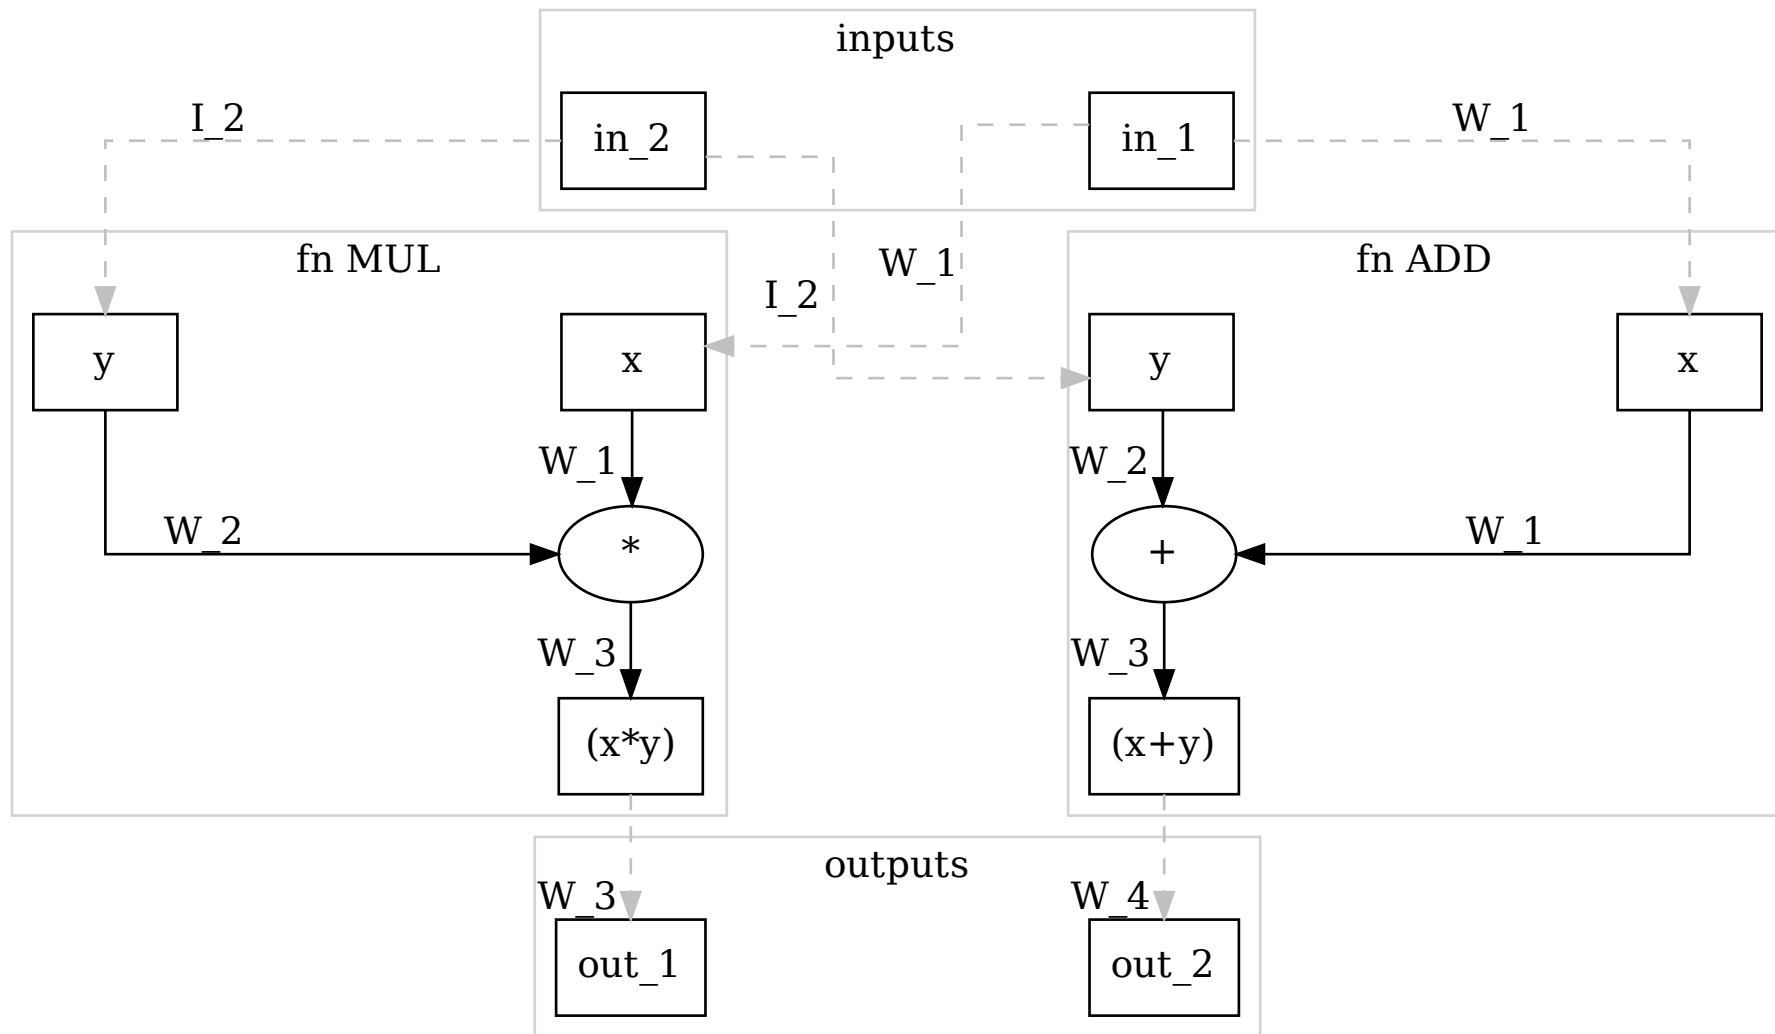 inputs
I_2
in_2
in_1
W_1
fn MUL
W_1
I_2
fn ADD
y
x
y
x
W_1
W_2
W_2
*
+
W_1
W_3
W_3
(x*y)
(x+y)
outputs
W_3
W_4
out_1
out_2